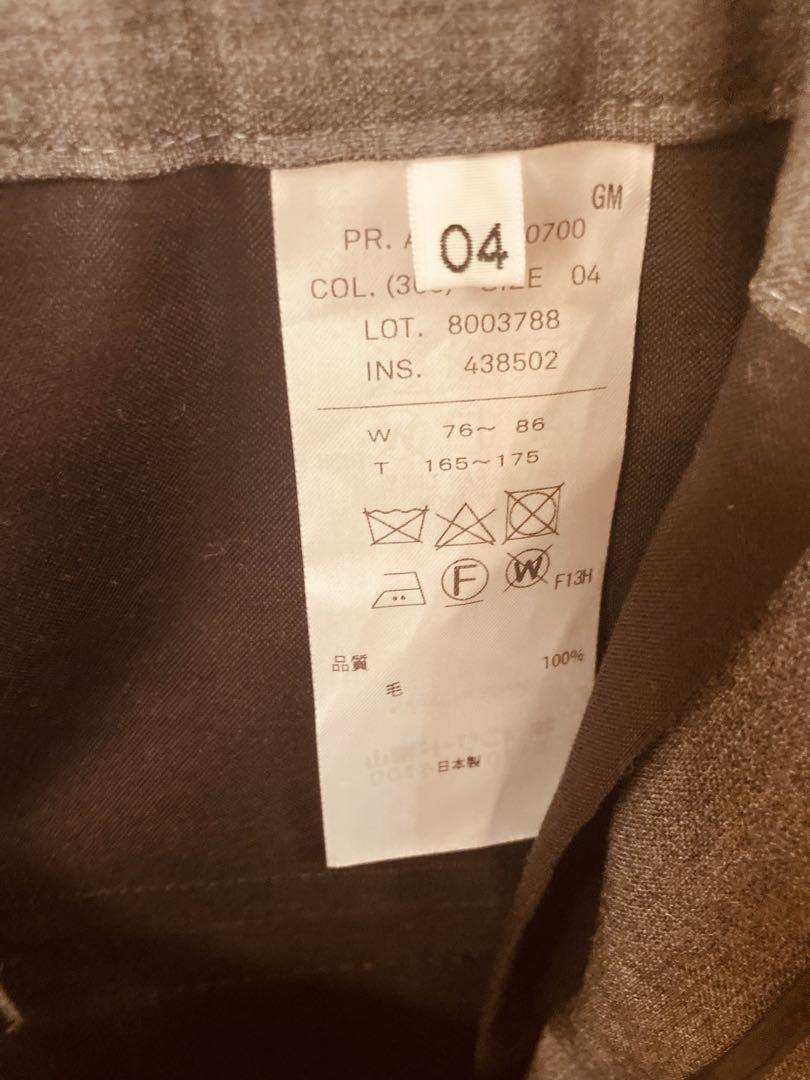 GM
04
PR. 0700
COL. SIZE 04
LOT. 8003788
INS. 438502
W 76～ 86
T 165～175
F W F13H
品質 100%
毛
日本製